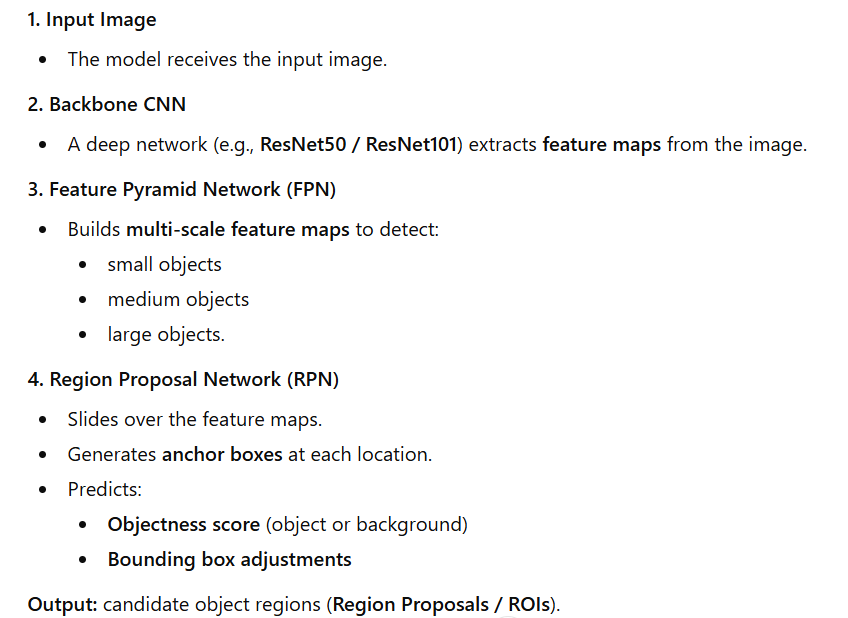 1. Input Image
• The model receives the input image.
2. Backbone CNN
• A deep network (e.g., ResNet50 / ResNet101) extracts feature maps from the image.
3. Feature Pyramid Network (FPN)
• Builds multi-scale feature maps to detect:
• small objects
• medium objects
• large objects.
4. Region Proposal Network (RPN)
• Slides over the feature maps.
• Generates anchor boxes at each location.
• Predicts:
• Objectness score (object or background)
• Bounding box adjustments
Output: candidate object regions (Region Proposals / ROIs).